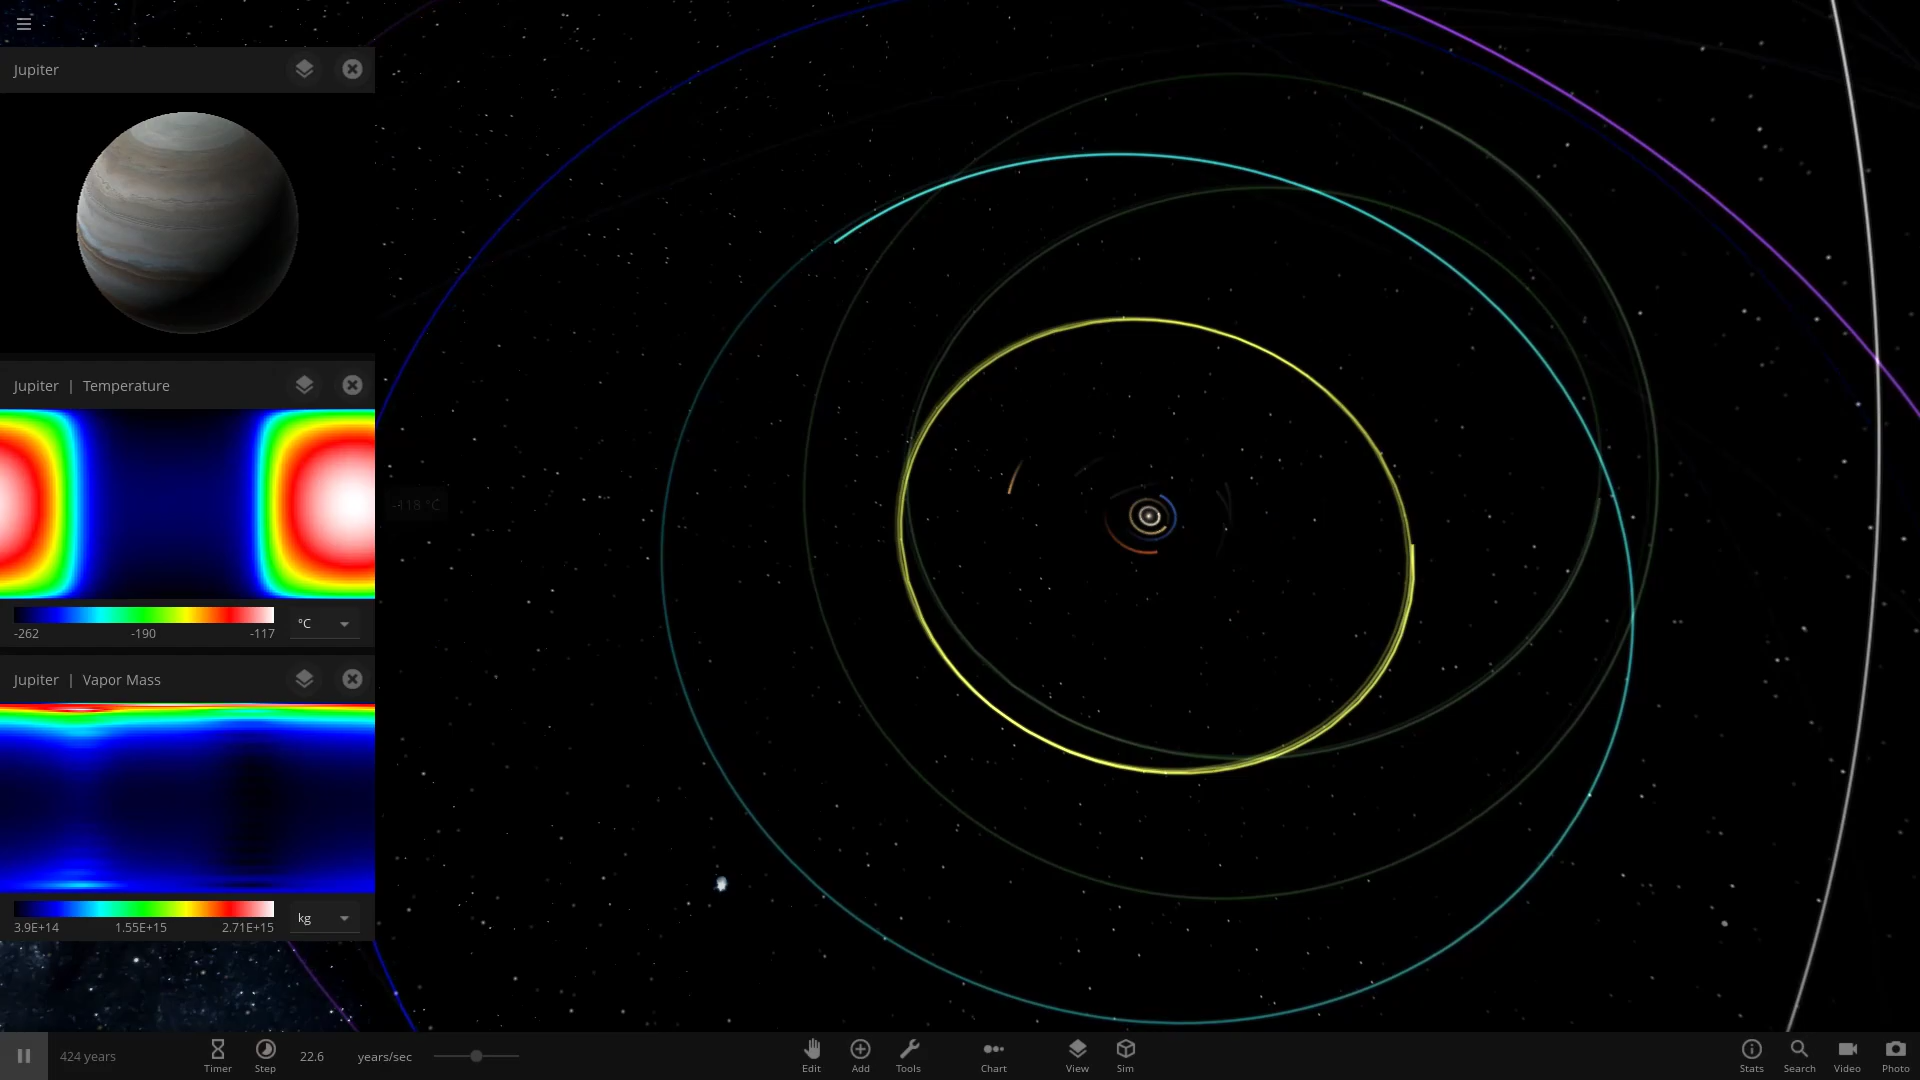 Jupiter
Jupiter | Temperature
-118 °C
°C
-262 -190 -117
Jupiter | Vapor Mass
kg
3.9E+14 1.55E+15 2.71E+15
424 years
Timer
Step
22.6 years/sec
Edit
Add
Tools
Chart
View
Sim
Stats
Search
Video
Photo